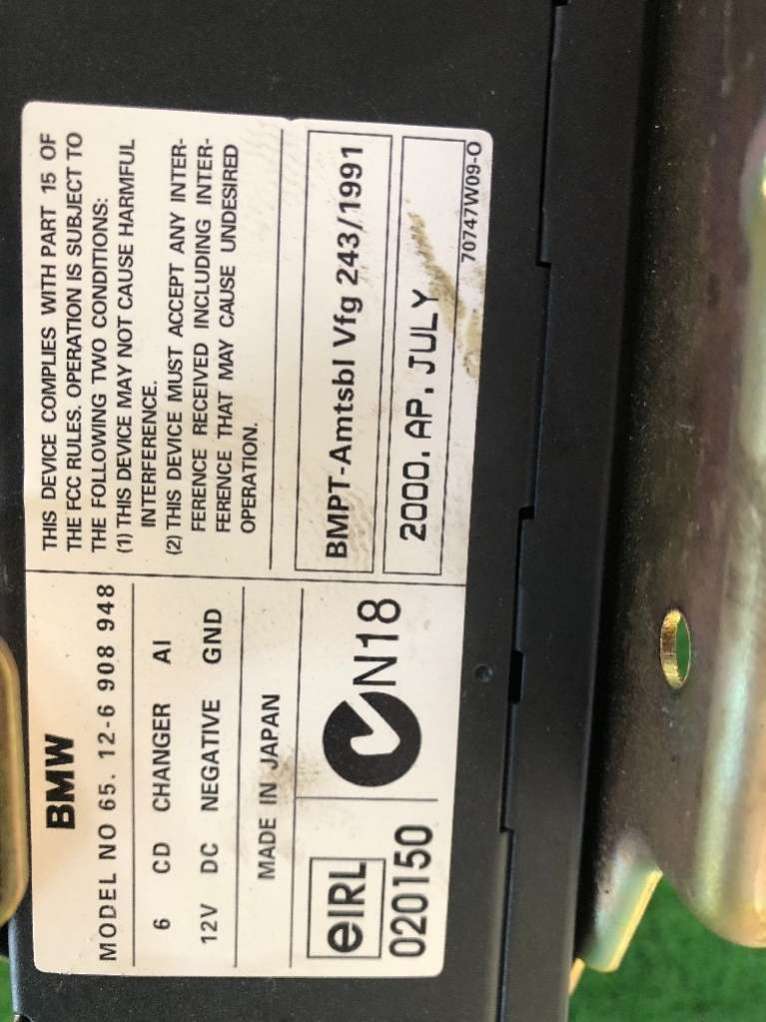 BMW
MODEL NO 65. 12-6 908 948
6 CD CHANGER AI
12V DC NEGATIVE GND
MADE IN JAPAN
eIRL
020150
N18
THIS DEVICE COMPLIES WITH PART 15 OF
THE FCC RULES. OPERATION IS SUBJECT TO
THE FOLLOWING TWO CONDITIONS:
(1) THIS DEVICE MAY NOT CAUSE HARMFUL
INTERFERENCE.
(2) THIS DEVICE MUST ACCEPT ANY INTER-
FERENCE RECEIVED INCLUDING INTER-
FERENCE THAT MAY CAUSE UNDESIRED
OPERATION.
BMPT-Amtsbl Vfg 243/1991
2000. AP. JULY
70747W09-O